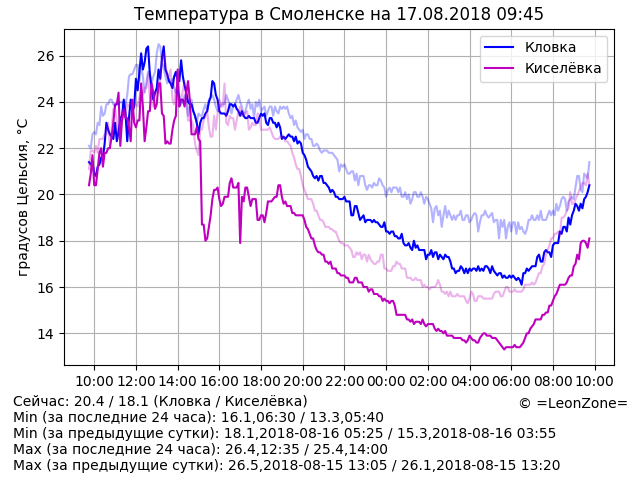 Температура в Смоленске на 17.08.2018 09:45
Кловка
Киселёвка
градусов Цельсия, °C
26
24
22
20
18
16
14
10:00 12:00 14:00 16:00 18:00 20:00 22:00 00:00 02:00 04:00 06:00 08:00 10:00
Сейчас: 20.4 / 18.1 (Кловка / Киселёвка)
© =LeonZone=
Min (за последние 24 часа): 16.1,06:30 / 13.3,05:40
Min (за предыдущие сутки): 18.1,2018-08-16 05:25 / 15.3,2018-08-16 03:55
Max (за последние 24 часа): 26.4,12:35 / 25.4,14:00
Max (за предыдущие сутки): 26.5,2018-08-15 13:05 / 26.1,2018-08-15 13:20